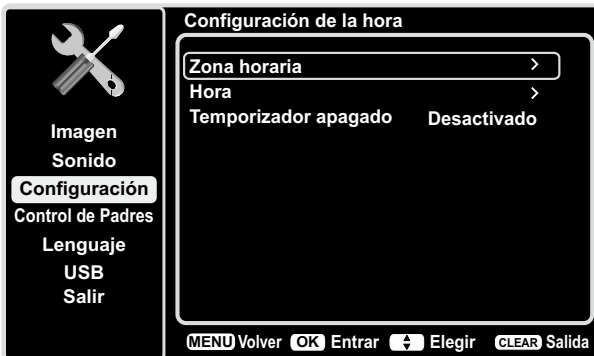 Configuración de la hora
Zona horaria >
Hora >
Temporizador apagado Desactivado
Imagen
Sonido
Configuración
Control de Padres
Lenguaje
USB
Salir
MENU Volver OK Entrar Elegir CLEAR Salida